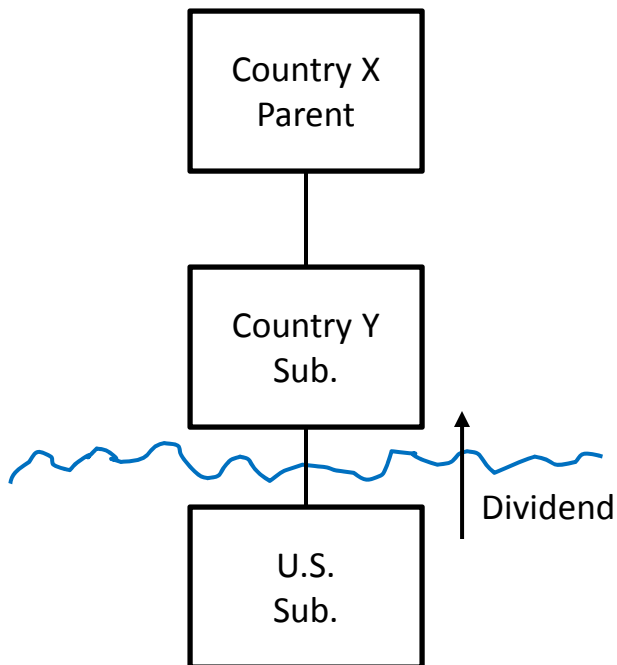 Country X
Parent
Country Y
Sub.
Dividend
U.S.
Sub.